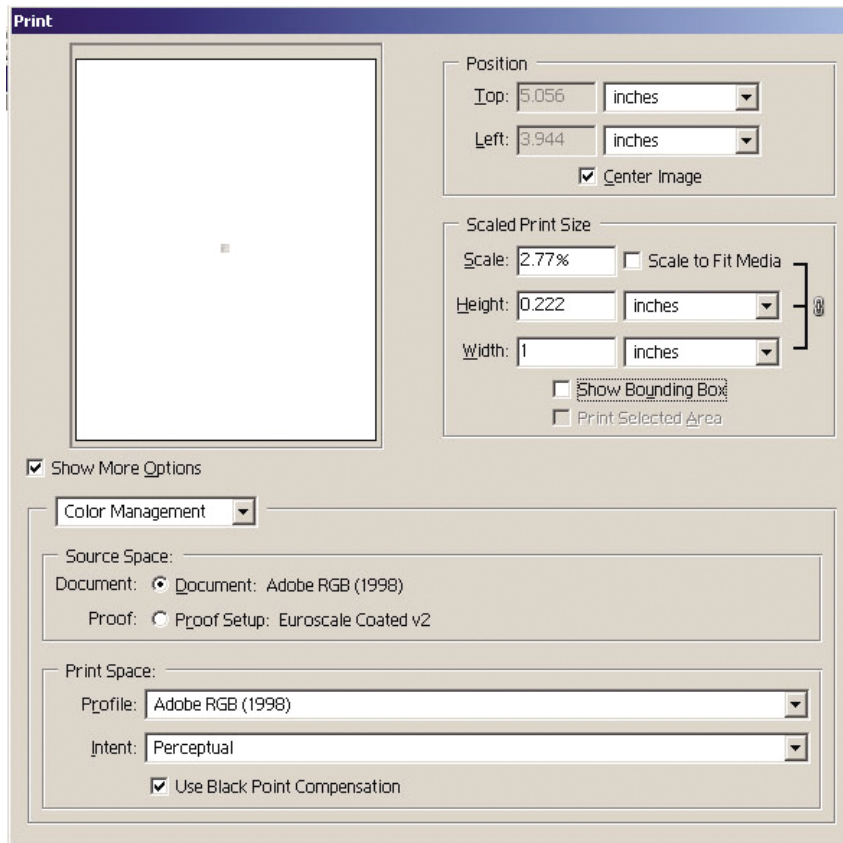 Print
Position
Top: 5.056 inches
Left: 3.944 inches
Center Image
Scaled Print Size
Scale: 2.77% Scale to Fit Media
Height: 0.222 inches
Width: 1 inches
Show Bounding Box
Print Selected Area
Show More Options
Color Management
Source Space:
Document: Document: Adobe RGB (1998)
Proof: Proof Setup: Euroscale Coated v2
Print Space:
Profile: Adobe RGB (1998)
Intent: Perceptual
Use Black Point Compensation